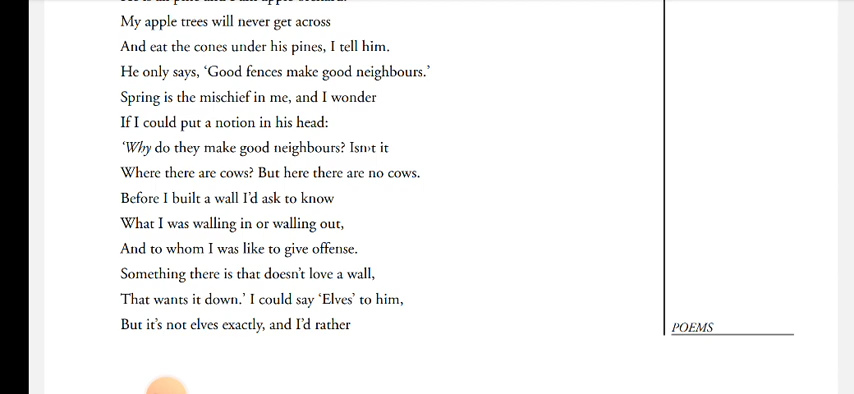 My apple trees will never get across
And eat the cones under his pines, I tell him.
He only says, ‘Good fences make good neighbours.’
Spring is the mischief in me, and I wonder
If I could put a notion in his head:
‘Why do they make good neighbours? Isn›t it
Where there are cows? But here there are no cows.
Before I built a wall I’d ask to know
What I was walling in or walling out,
And to whom I was like to give offense.
Something there is that doesn’t love a wall,
That wants it down.’ I could say ‘Elves’ to him,
But it’s not elves exactly, and I’d rather
POEMS